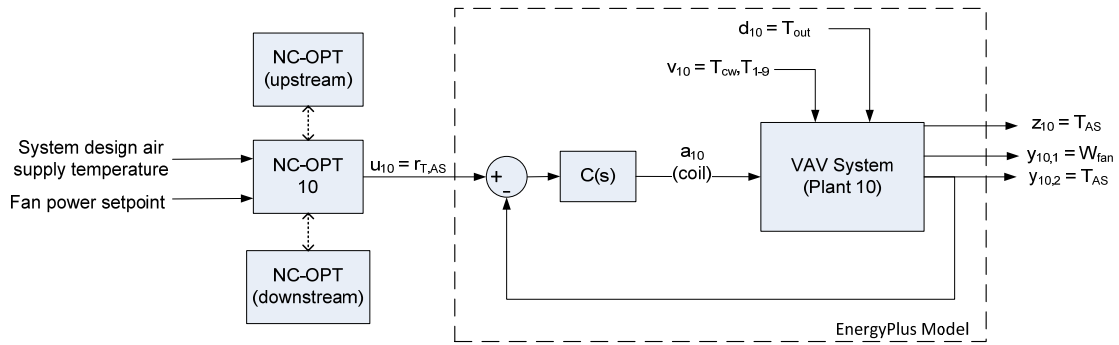 NC-OPT
(upstream)
System design air
supply temperature
Fan power setpoint
NC-OPT
10
NC-OPT
(downstream)
u10 = rT,AS
+
-
C(s)
a10
(coil)
d10 = Tout
v10 = Tcw,T1-9
VAV System
(Plant 10)
z10 = TAS
y10,1 = Wfan
y10,2 = TAS
EnergyPlus Model